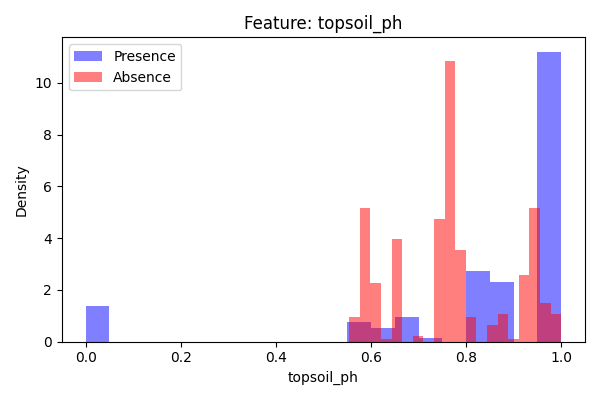 Feature: topsoil_ph
Presence
Absence
Density
10
8
6
4
2
0
0.0 0.2 0.4 0.6 0.8 1.0
topsoil_ph